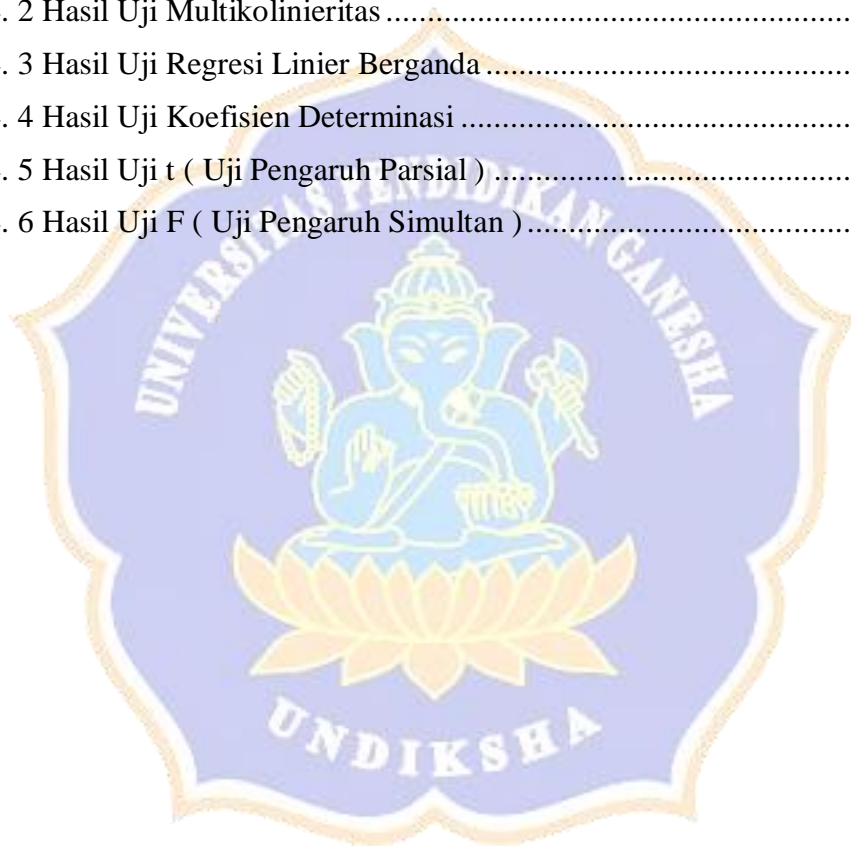 . 2 Hasil Uji Multikolinieritas ................................................................
. 3 Hasil Uji Regresi Linier Berganda ....................................................
. 4 Hasil Uji Koefisien Determinasi .......................................................
. 5 Hasil Uji t ( Uji Pengaruh Parsial ) ...................................................
. 6 Hasil Uji F ( Uji Pengaruh Simultan ) ...............................................
UNIVERSITAS PENDIDIKAN GANESHA
UNDIKSHA